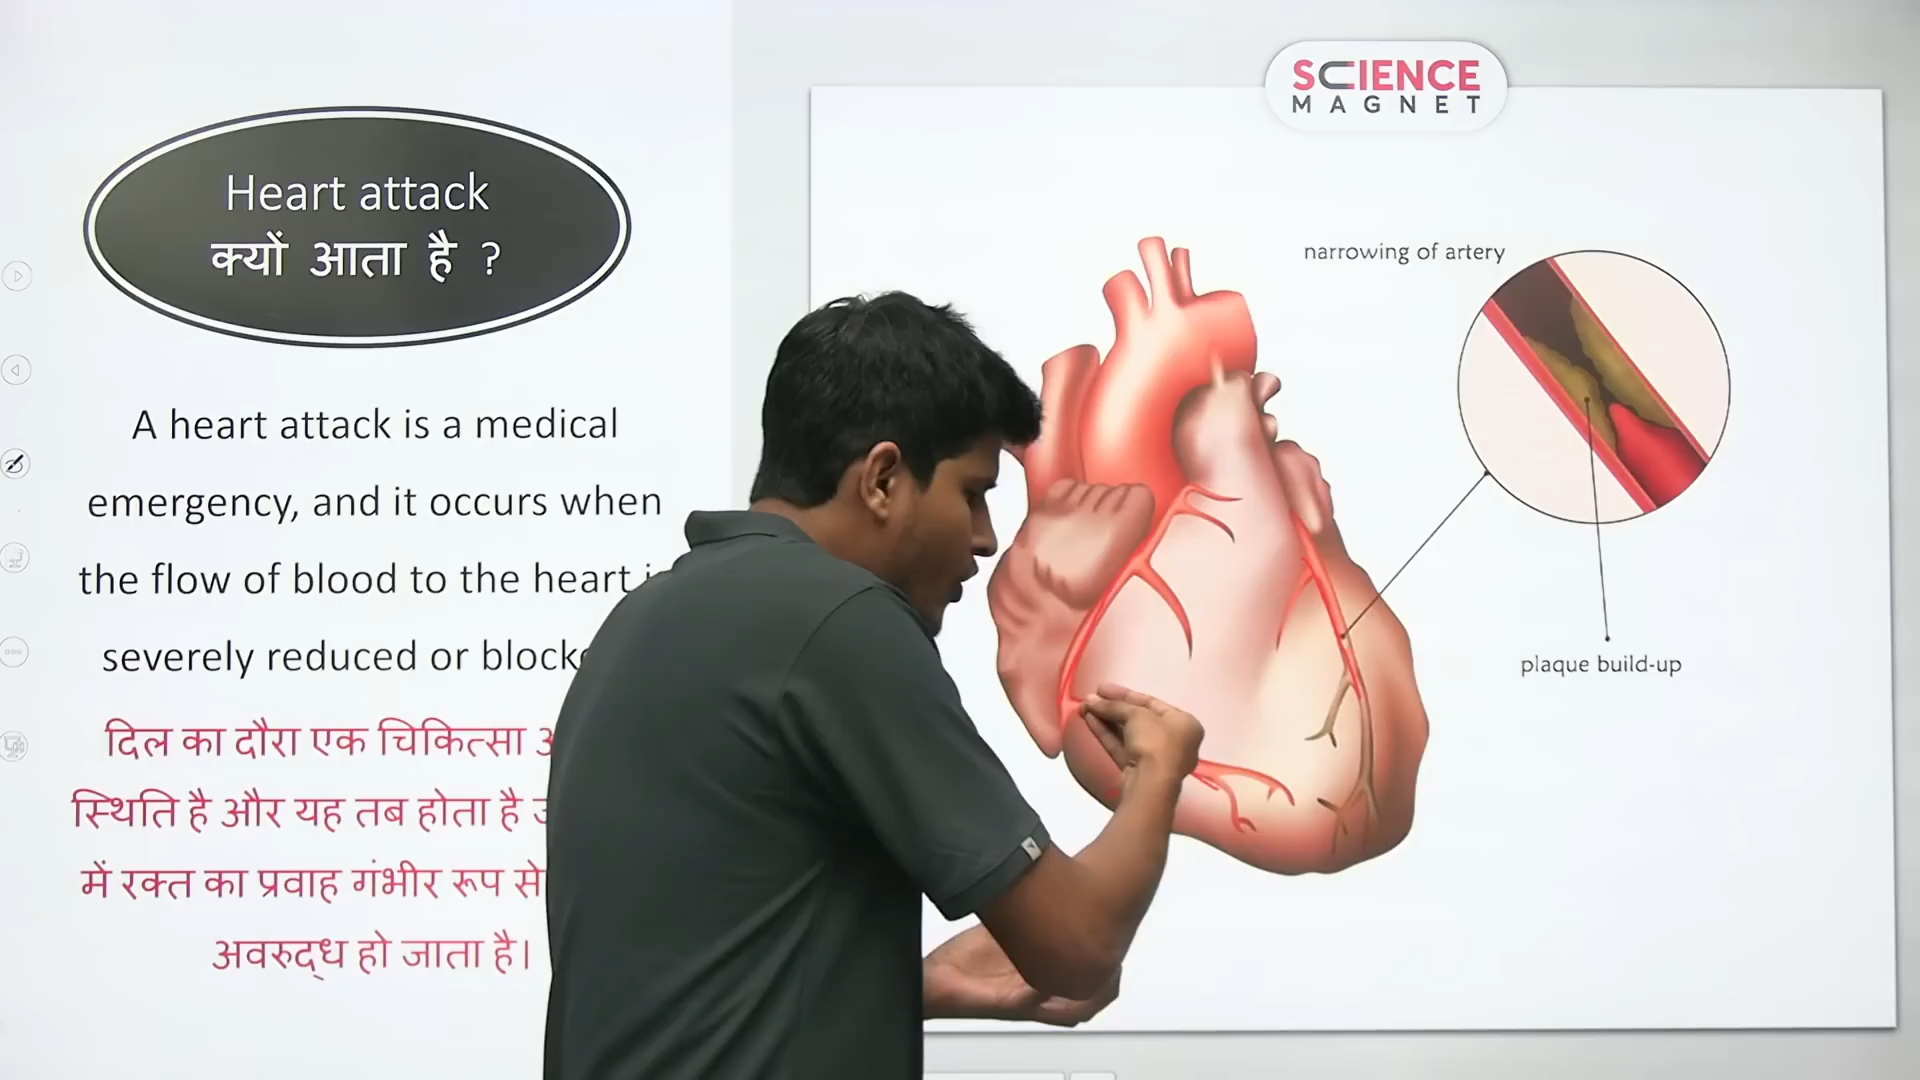 SCIENCE
MAGNET
Heart attack
क्यों आता है ?
narrowing of artery
A heart attack is a medical
emergency, and it occurs when
the flow of blood to the heart
severely reduced or
plaque build-up
दिल का दौरा एक चिकित्सा
स्थिति है और यह तब होता है
में रक्त का प्रवाह गंभीर रूप से
अवरुद्ध हो जाता है।